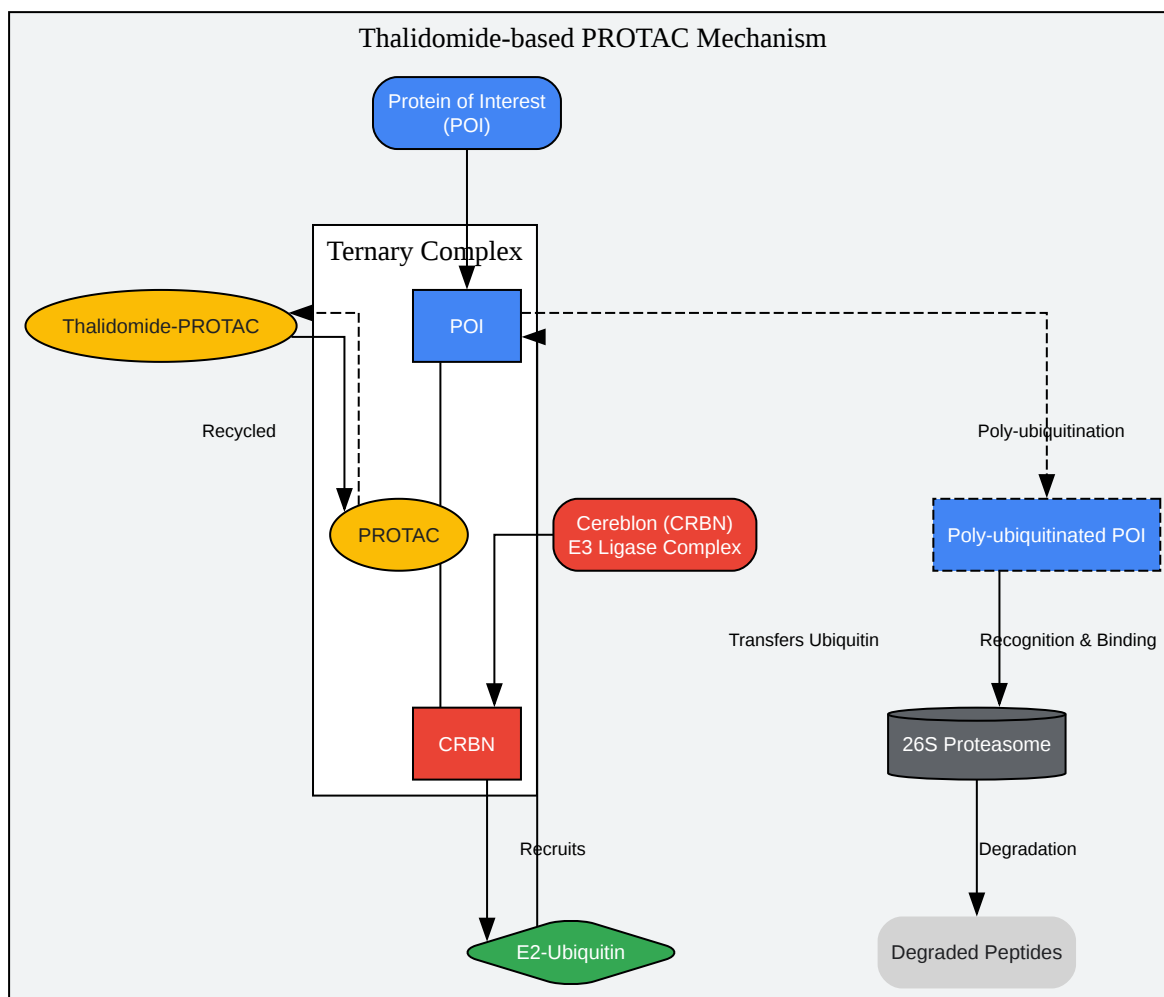 Thalidomide-based PROTAC Mechanism
Protein of Interest
(POI)
Ternary Complex
Thalidomide-PROTAC
POI
Recycled
Poly-ubiquitination
PROTAC
Cereblon (CRBN)
E3 Ligase Complex
Poly-ubiquitinated POI
Transfers Ubiquitin
Recognition & Binding
CRBN
26S Proteasome
Recruits
Degradation
E2-Ubiquitin
Degraded Peptides